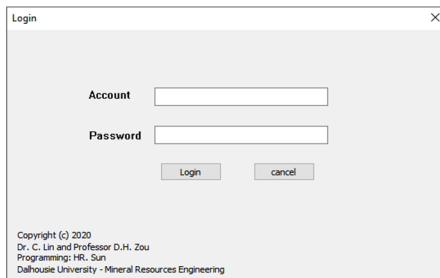 Login
Account
Password
Login cancel
Copyright (c) 2020
Dr. C. Lin and Professor D.H. Zou
Programming: HR. Sun
Dalhousie University - Mineral Resources Engineering